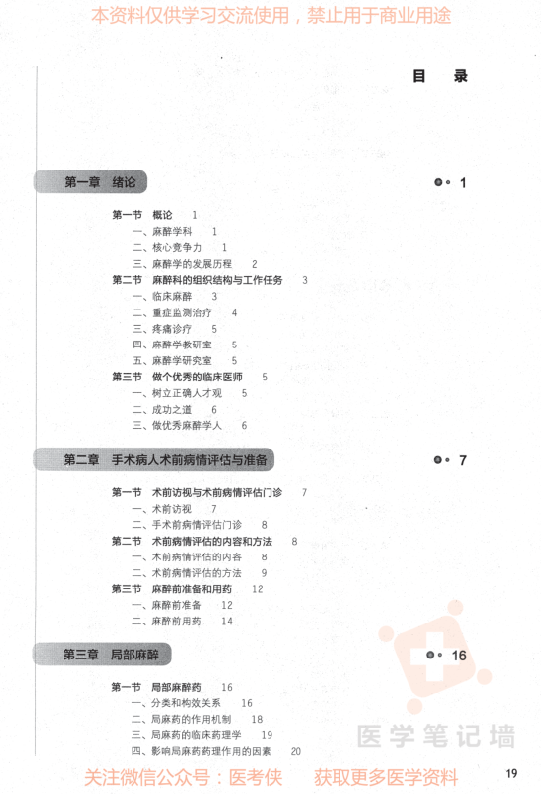 本资料仅供学习交流使用，禁止用于商业用途
目 录
第一章 绪论 1
第一节 概论 1
一、麻醉学科 1
二、核心竞争力 1
三、麻醉学的发展历程 2
第二节 麻醉科的组织结构与工作任务 3
一、临床麻醉 3
二、重症监测治疗 4
三、疼痛诊疗 5
四、麻醉学教研室 5
五、麻醉学研究室 5
第三节 做个优秀的临床医师 5
一、树立正确人才观 5
二、成功之道 6
三、做优秀麻醉学人 6
第二章 手术病人术前病情评估与准备 7
第一节 术前访视与术前病情评估门诊 7
一、术前访视 7
二、手术前病情评估门诊 8
第二节 术前病情评估的内容和方法 8
一、术前病情评估的内容 8
二、术前病情评估的方法 9
第三节 麻醉前准备和用药 12
一、麻醉前准备 12
二、麻醉前用药 14
第三章 局部麻醉 16
第一节 局部麻醉药 16
一、分类和构效关系 16
二、局麻药的作用机制 18
三、局麻药的临床药理学 19
四、影响局麻药药理作用的因素 20
医学笔记墙
19
关注微信公众号：医考侠 获取更多医学资料